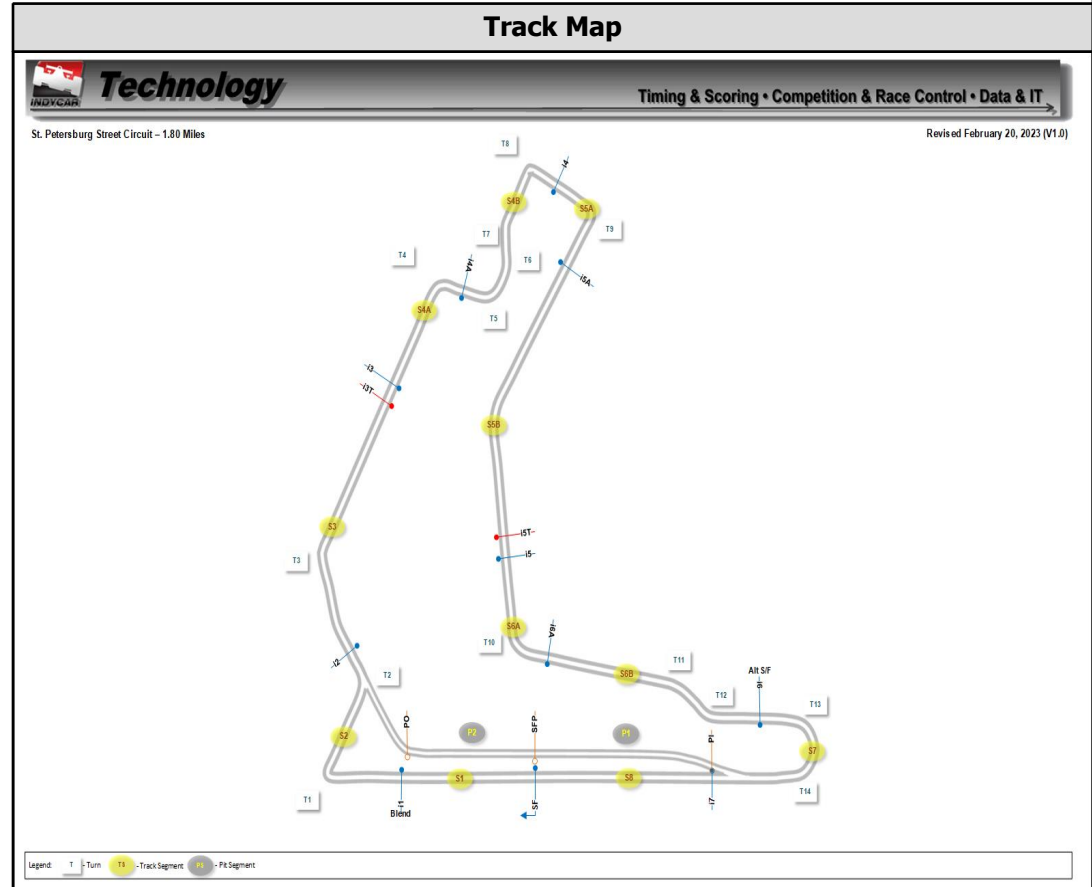 Track Map
INDYCAR
Technology
Timing & Scoring • Competition & Race Control • Data & IT
St. Petersburg Street Circuit – 1.80 Miles
Revised February 20, 2023 (V1.0)
T8
i4
S4B
S5A
T9
T7
T6
T4
i4A
i5A
S4A
T5
i3
i3T
S5B
S3
i5T
i5
T3
S6A
T10
i6A
i2
T2
S6B
T11
Alt S/F
i6
T12
T13
PO
SFP
P2
P1
PI
S2
S7
S1
S8
T1
i1
Blend
SF
i7
T14
Legend: T - Turn T3 - Track Segment P3 - Pit Segment